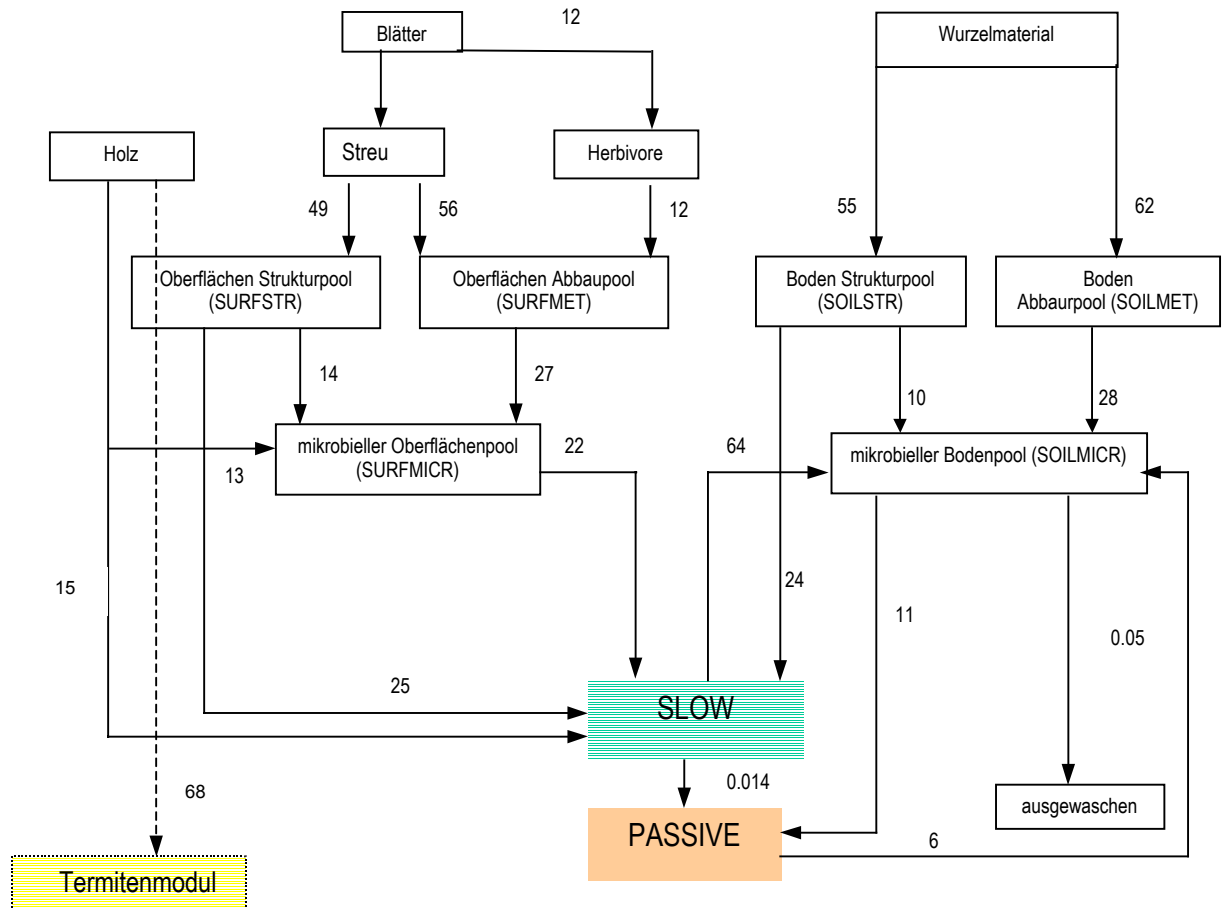 12
Blätter
Wurzelmaterial
Holz
Streu
Herbivore
49
56
12
55
62
Oberflächen Strukturpool
(SURFSTR)
Oberflächen Abbaupool
(SURFMET)
Boden Strukturpool
(SOILSTR)
Boden
Abbaurpool (SOILMET)
14
27
10
28
mikrobieller Oberflächenpool
(SURFMICR)
22
64
mikrobieller Bodenpool (SOILMICR)
13
15
24
11
0.05
25
SLOW
0.014
68
ausgewaschen
PASSIVE
6
Termitenmodul